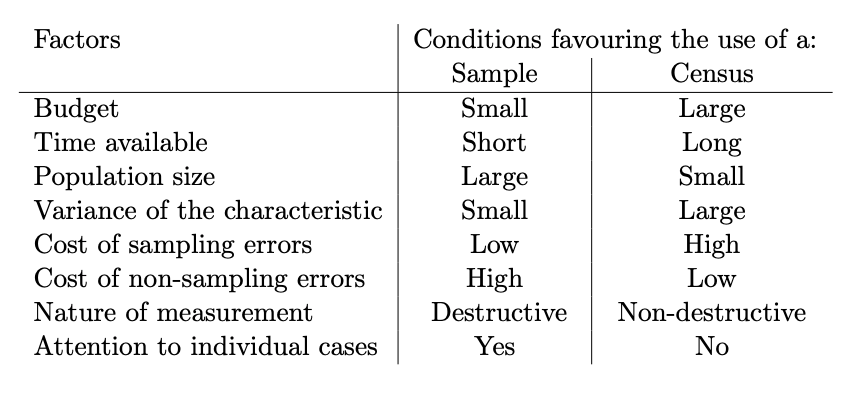 Factors Conditions favouring the use of a:
Sample Census
Budget Small Large
Time available Short Long
Population size Large Small
Variance of the characteristic Small Large
Cost of sampling errors Low High
Cost of non-sampling errors High Low
Nature of measurement Destructive Non-destructive
Attention to individual cases Yes No